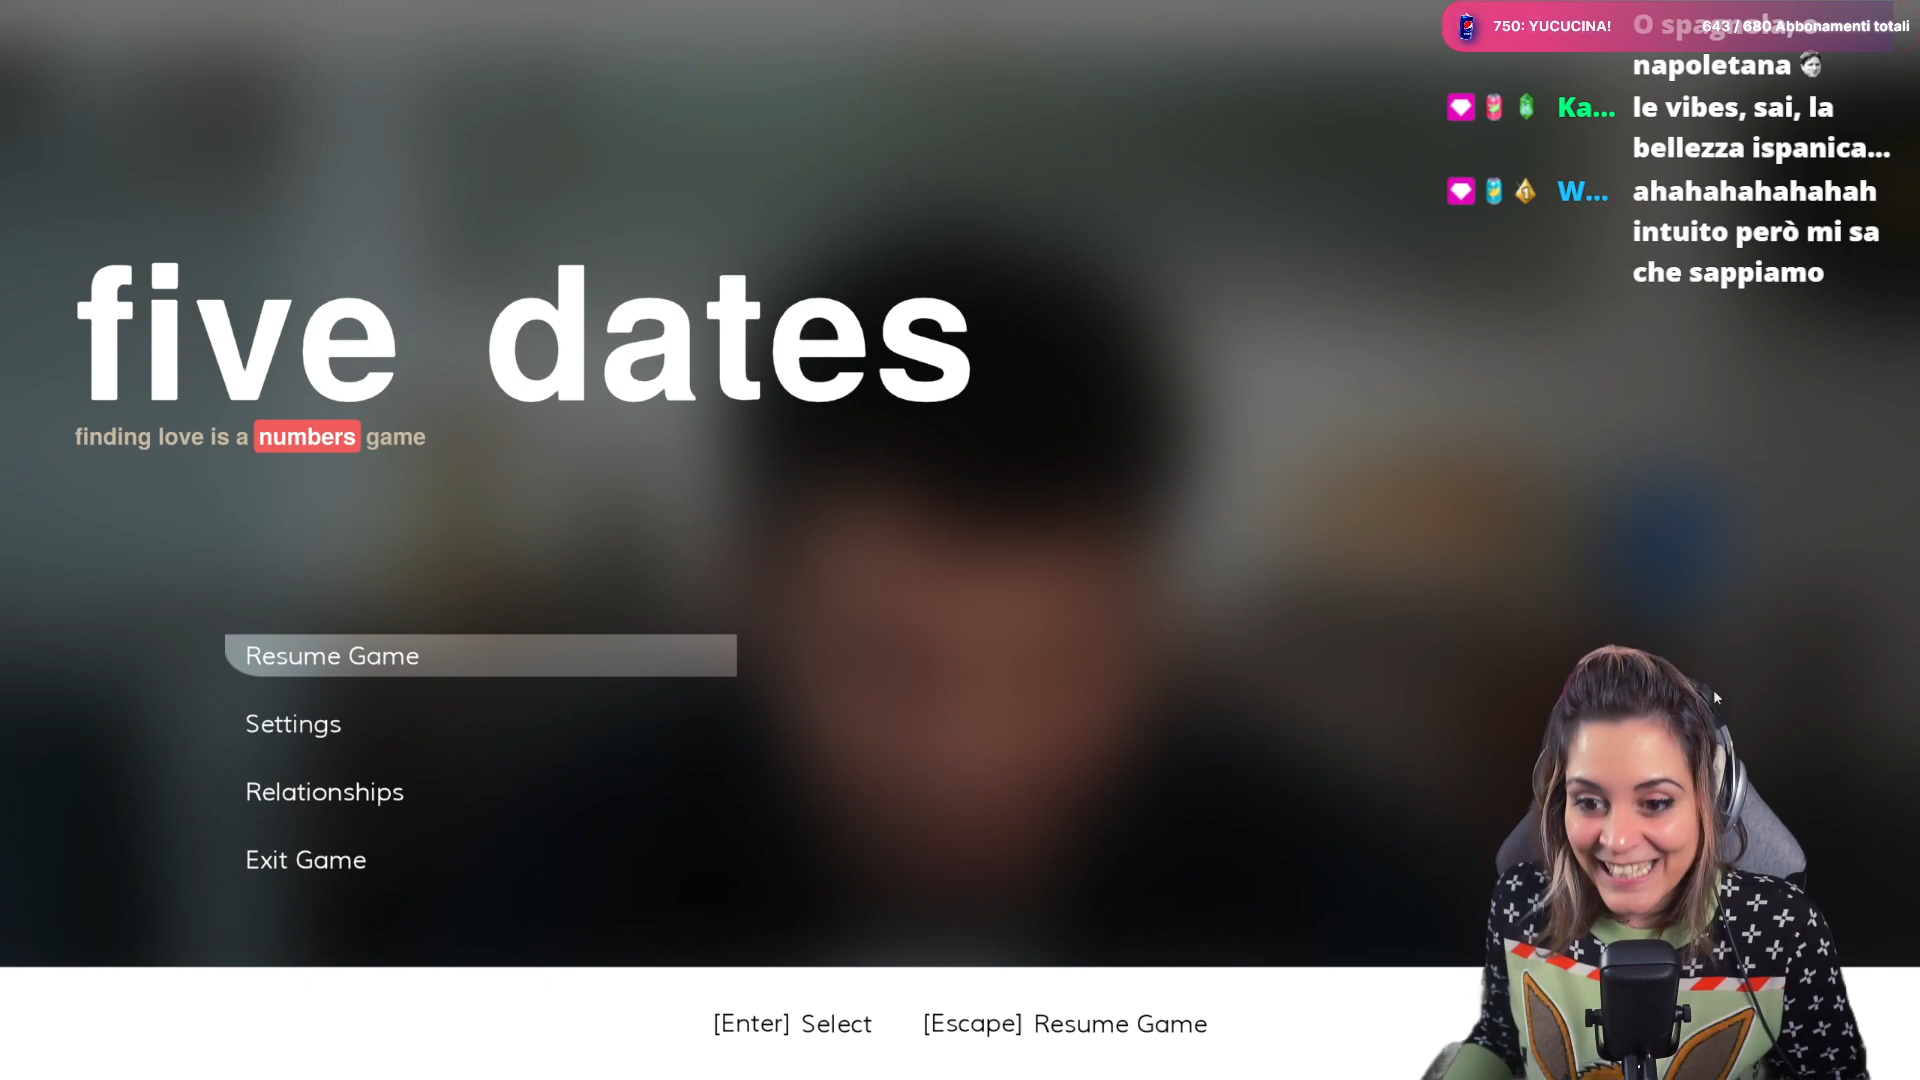 750: YUCUCINA!
643 / 680 Abbonamenti totali
O
napoletana
Ka... le vibes, sai, la
bellezza ispanica...
W... ahahahahahahah
intuito però mi sa
che sappiamo
five dates
finding love is a numbers game
Resume Game
Settings
Relationships
Exit Game
[Enter] Select [Escape] Resume Game